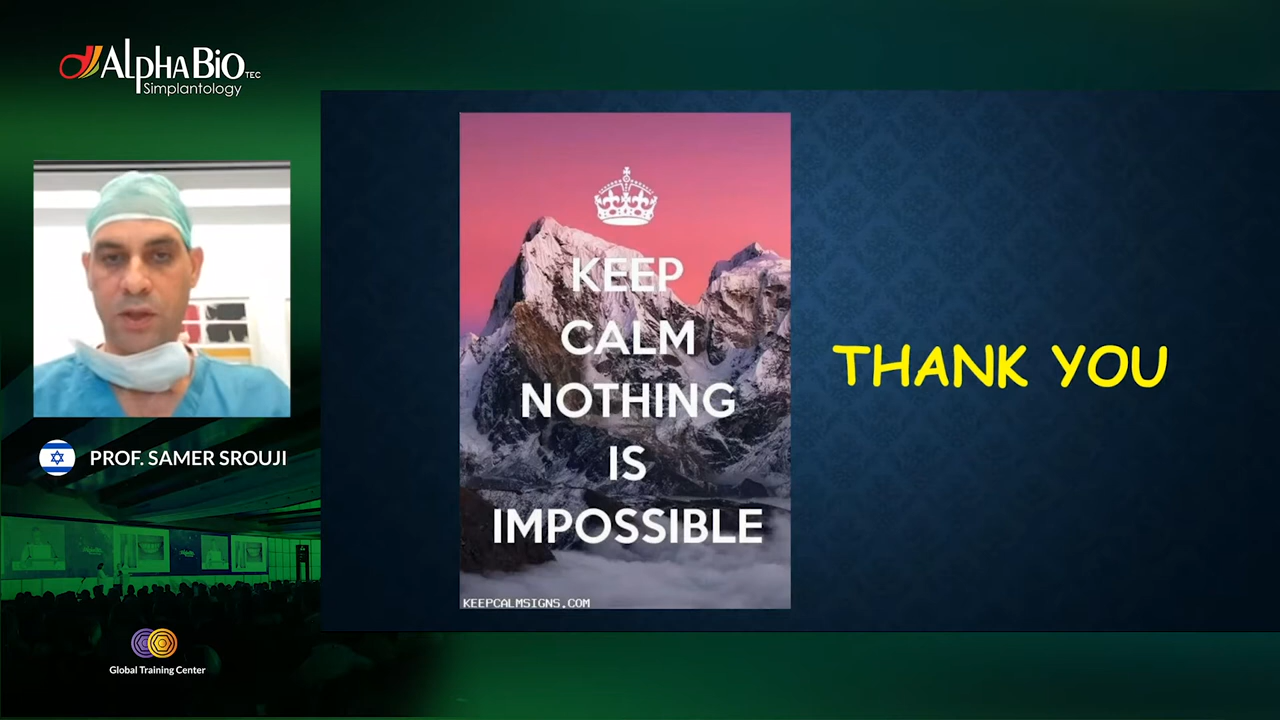 AlphaBio TEC
Simplantology
PROF. SAMER SROUJI
Global Training Center
KEEP
CALM
NOTHING
IS
IMPOSSIBLE
KEEPCALMSIGNS.COM
THANK YOU